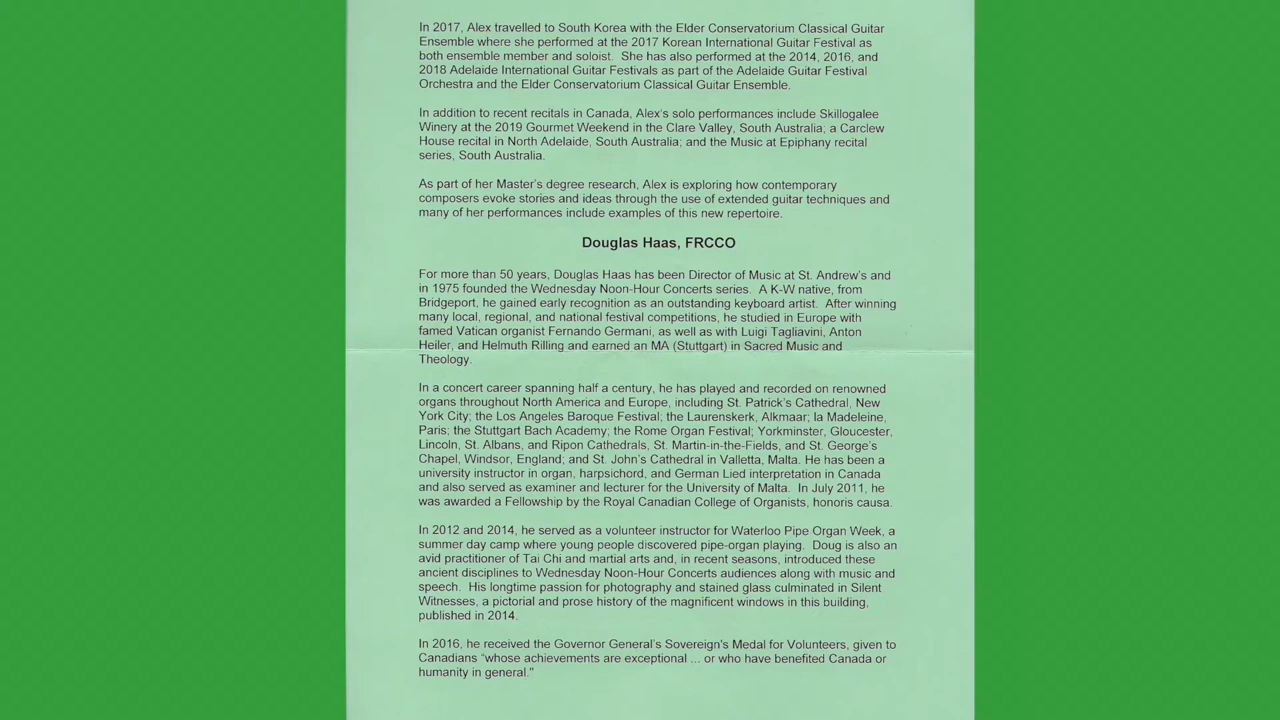 In 2017, Alex travelled to South Korea with the Elder Conservatorium Classical Guitar
Ensemble where she performed at the 2017 Korean International Guitar Festival as
both ensemble member and soloist. She has also performed at the 2014, 2016, and
2018 Adelaide International Guitar Festivals as part of the Adelaide Guitar Festival
Orchestra and the Elder Conservatorium Classical Guitar Ensemble.
In addition to recent recitals in Canada, Alex's solo performances include Skillogalee
Winery at the 2019 Gourmet Weekend in the Clare Valley, South Australia; a Carclew
House recital in North Adelaide, South Australia; and the Music at Epiphany recital
series, South Australia.
As part of her Master's degree research, Alex is exploring how contemporary
composers evoke stories and ideas through the use of extended guitar techniques and
many of her performances include examples of this new repertoire.
Douglas Haas, FRCCO
For more than 50 years, Douglas Haas has been Director of Music at St. Andrew's and
in 1975 founded the Wednesday Noon-Hour Concerts series. A K-W native, from
Bridgeport, he gained early recognition as an outstanding keyboard artist. After winning
many local, regional, and national festival competitions, he studied in Europe with
famed Vatican organist Fernando Germani, as well as with Luigi Tagliavini, Anton
Heiler, and Helmuth Rilling and earned an MA (Stuttgart) in Sacred Music and
Theology.
In a concert career spanning half a century, he has played and recorded on renowned
organs throughout North America and Europe, including St. Patrick's Cathedral, New
York City; the Los Angeles Baroque Festival; the Laurenskerk, Alkmaar; la Madeleine,
Paris; the Stuttgart Bach Academy; the Rome Organ Festival; Yorkminster, Gloucester,
Lincoln, St. Albans, and Ripon Cathedrals, St. Martin-in-the-Fields, and St. George's
Chapel, Windsor, England; and St. John's Cathedral in Valletta, Malta. He has been a
university instructor in organ, harpsichord, and German Lied interpretation in Canada
and also served as examiner and lecturer for the University of Malta. In July 2011, he
was awarded a Fellowship by the Royal Canadian College of Organists, honoris causa.
In 2012 and 2014, he served as a volunteer instructor for Waterloo Pipe Organ Week, a
summer day camp where young people discovered pipe-organ playing. Doug is also an
avid practitioner of Tai Chi and martial arts and, in recent seasons, introduced these
ancient disciplines to Wednesday Noon-Hour Concerts audiences along with music and
speech. His longtime passion for photography and stained glass culminated in Silent
Witnesses, a pictorial and prose history of the magnificent windows in this building,
published in 2014.
In 2016, he received the Governor General's Sovereign's Medal for Volunteers, given to
Canadians “whose achievements are exceptional ... or who have benefited Canada or
humanity in general.”